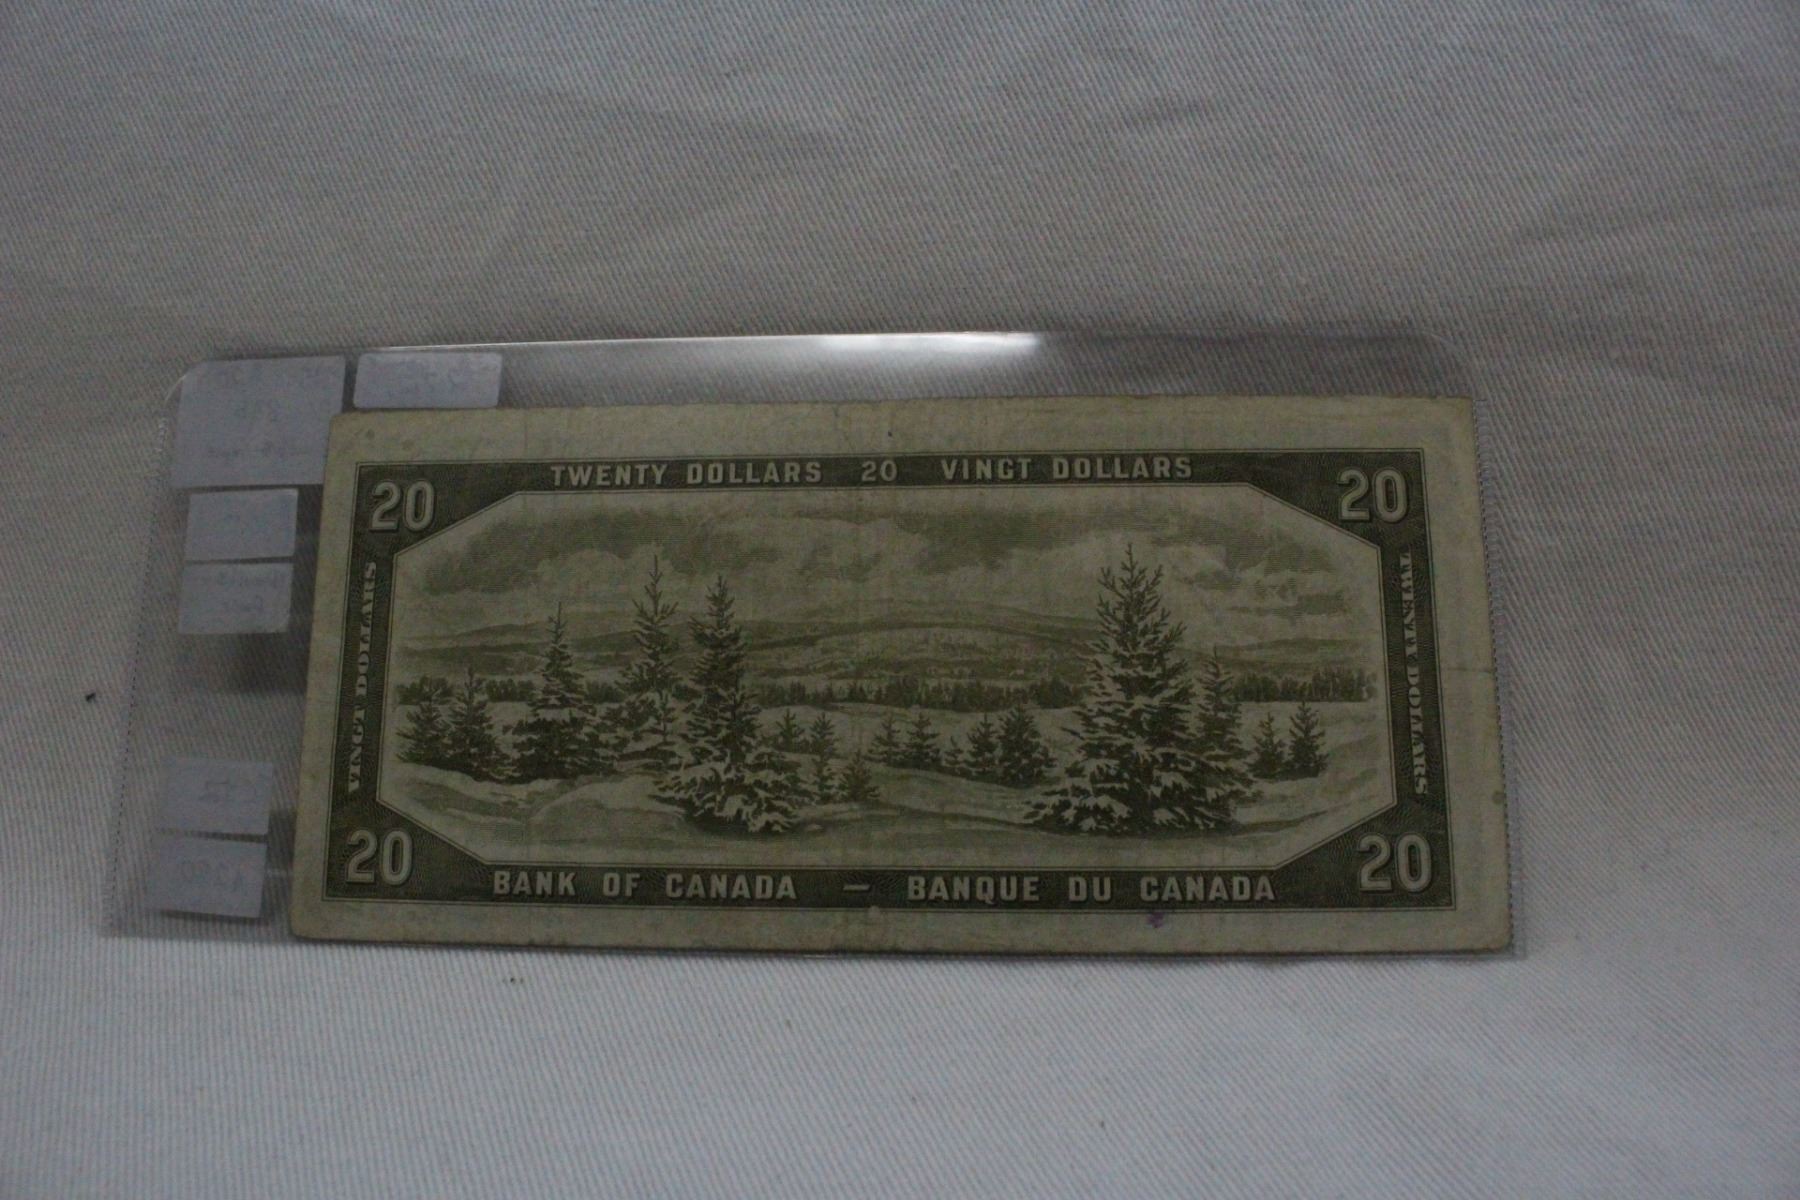 TWENTY DOLLARS 20 VINGT DOLLARS
20
20
VINGT DOLLARS
TWENTY DOLLARS
20
20
BANK OF CANADA — BANQUE DU CANADA